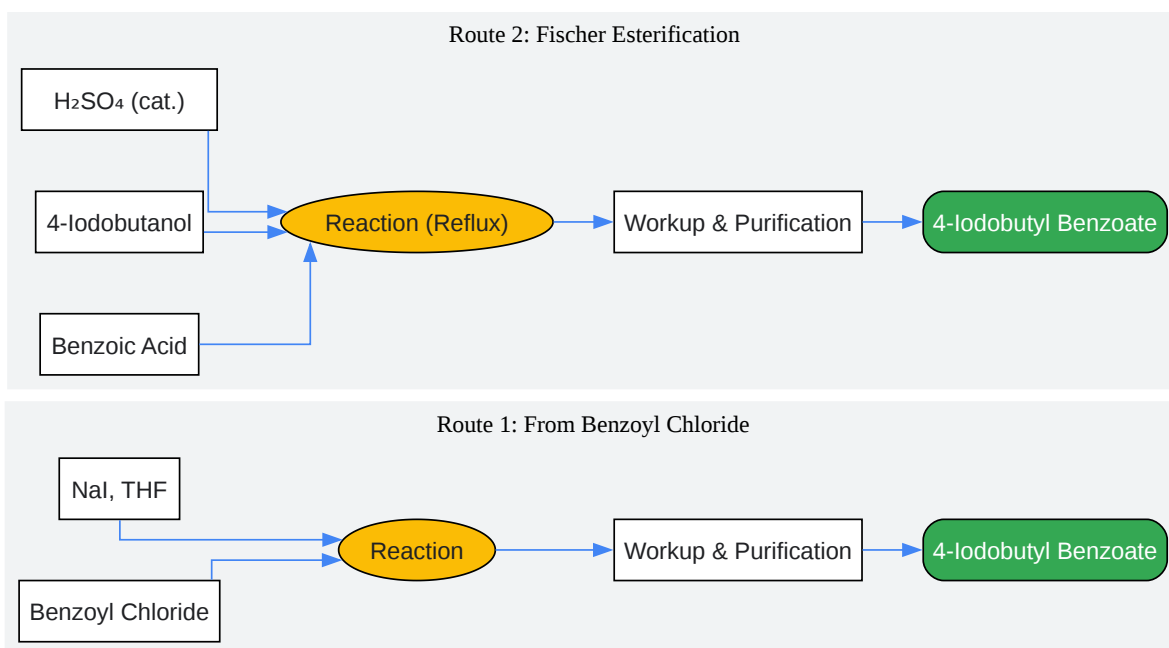 Route 2: Fischer Esterification
H₂SO₄ (cat.)
4-Iodobutanol
Reaction (Reflux)
Workup & Purification
4-Iodobutyl Benzoate
Benzoic Acid
Route 1: From Benzoyl Chloride
NaI, THF
Reaction
Workup & Purification
4-Iodobutyl Benzoate
Benzoyl Chloride